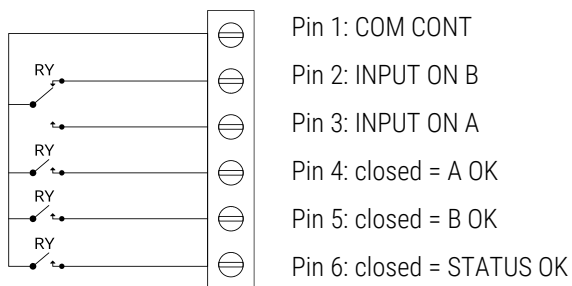 Pin 1: COM CONT
RY
Pin 2: INPUT ON B
Pin 3: INPUT ON A
RY
Pin 4: closed = A OK
RY
Pin 5: closed = B OK
RY
Pin 6: closed = STATUS OK